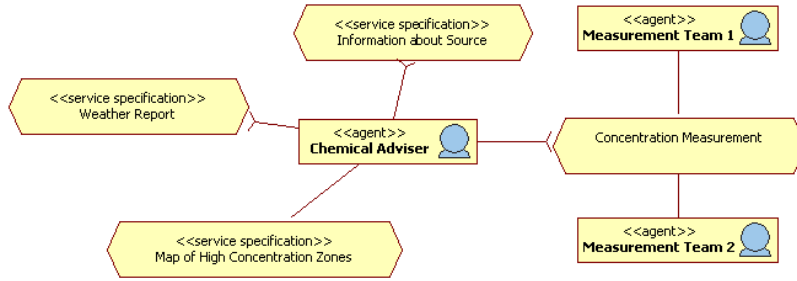 <<service specification>>
Information about Source
<<agent>>
Measurement Team 1
<<service specification>>
Weather Report
<<agent>>
Chemical Adviser
Concentration Measurement
<<service specification>>
Map of High Concentration Zones
<<agent>>
Measurement Team 2